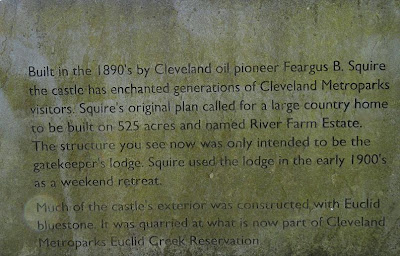 Built in the 1890's by Cleveland oil pioneer Feargus B. Squire
the castle has enchanted generations of Cleveland Metroparks
visitors. Squire's original plan called for a large country home
to be built on 525 acres and named River Farm Estate.
The structure you see now was only intended to be the
gatekeeper's lodge. Squire used the lodge in the early 1900's
as a weekend retreat.
Much of the castle's exterior was constructed with Euclid
bluestone. It was quarried at what is now part of Cleveland
Metroparks Euclid Creek Reservation